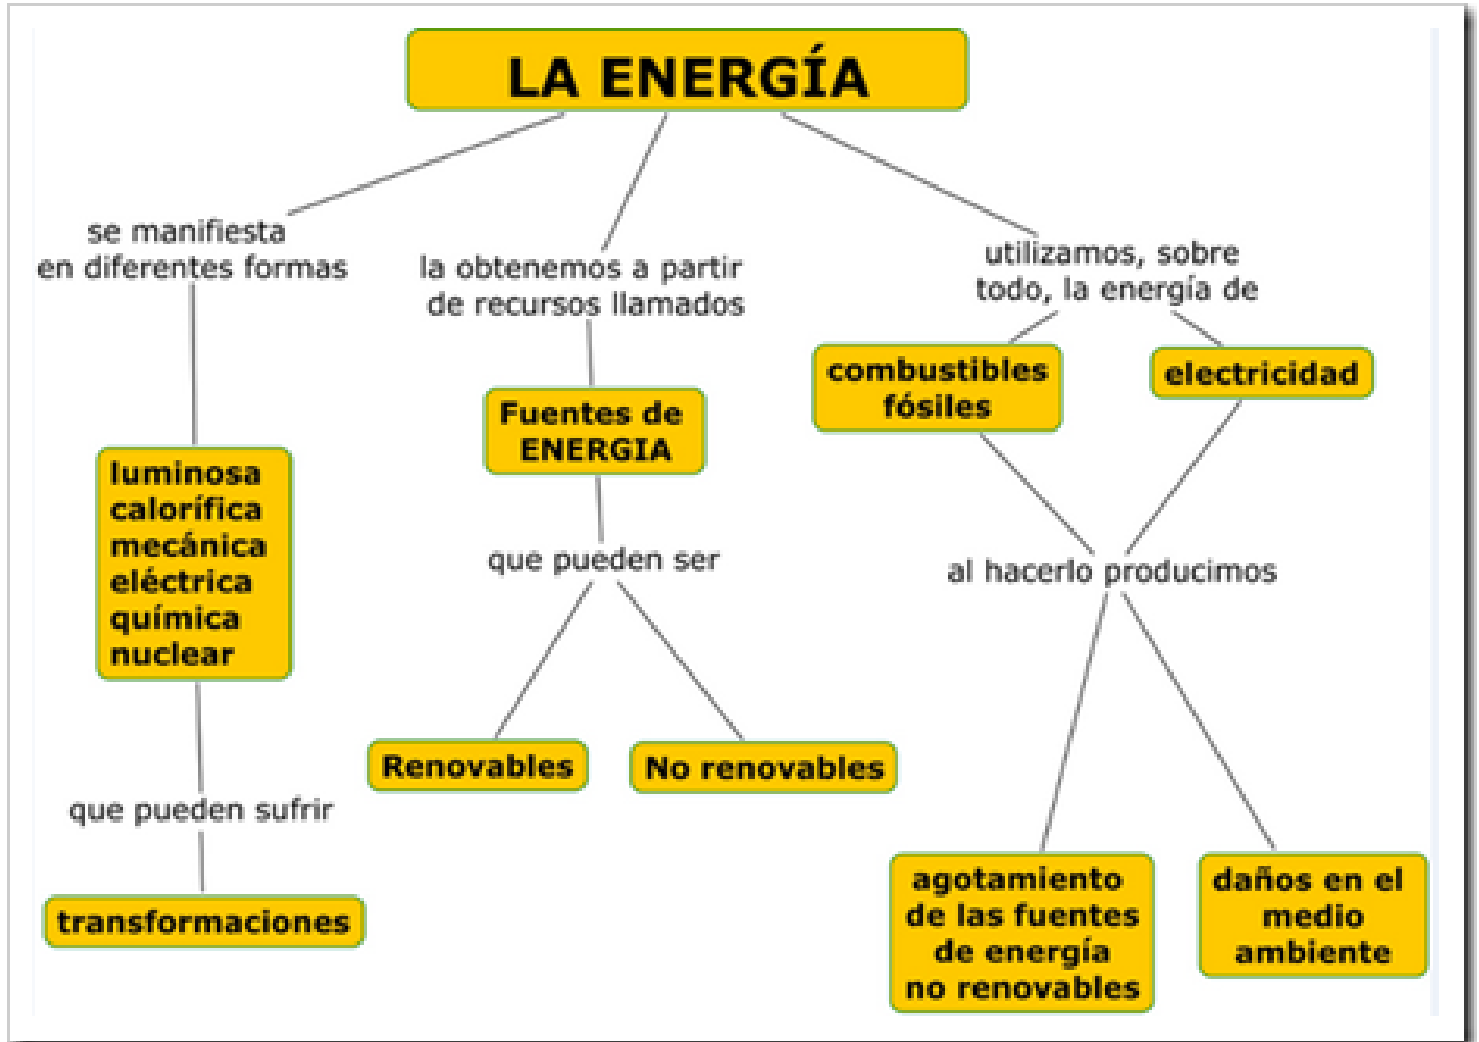 LA ENERGÍA
se manifiesta
en diferentes formas
luminosa
calorífica
mecánica
eléctrica
química
nuclear
que pueden sufrir
transformaciones
la obtenemos a partir
de recursos llamados
Fuentes de
ENERGIA
que pueden ser
Renovables
No renovables
utilizamos, sobre
todo, la energía de
combustibles
fósiles
electricidad
al hacerlo producimos
agotamiento
de las fuentes
de energía
no renovables
daños en el
medio
ambiente